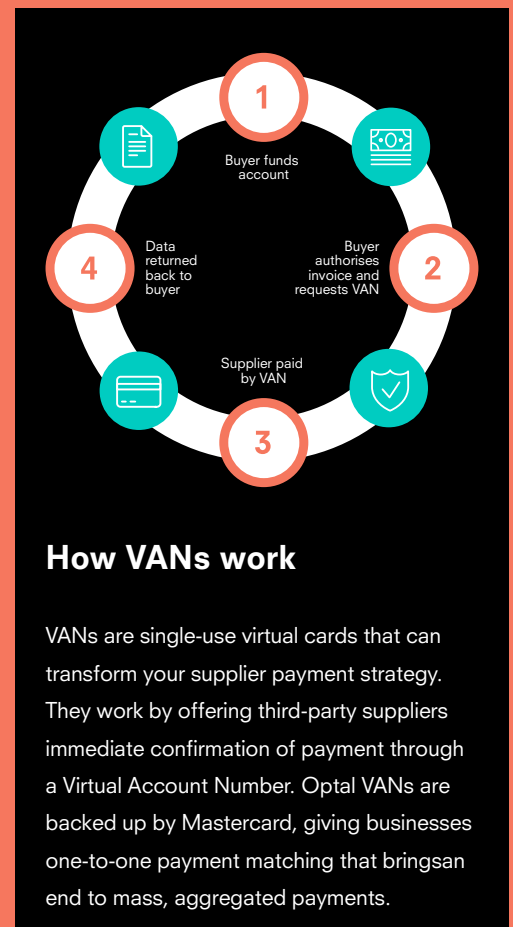 1
Buyer funds
account
2
Buyer
authorises
invoice and
requests VAN
3
Supplier paid
by VAN
4
Data
returned
back to
buyer
How VANs work
VANs are single-use virtual cards that can
transform your supplier payment strategy.
They work by offering third-party suppliers
immediate confirmation of payment through
a Virtual Account Number. Optal VANs are
backed up by Mastercard, giving businesses
one-to-one payment matching that bringsan
end to mass, aggregated payments.